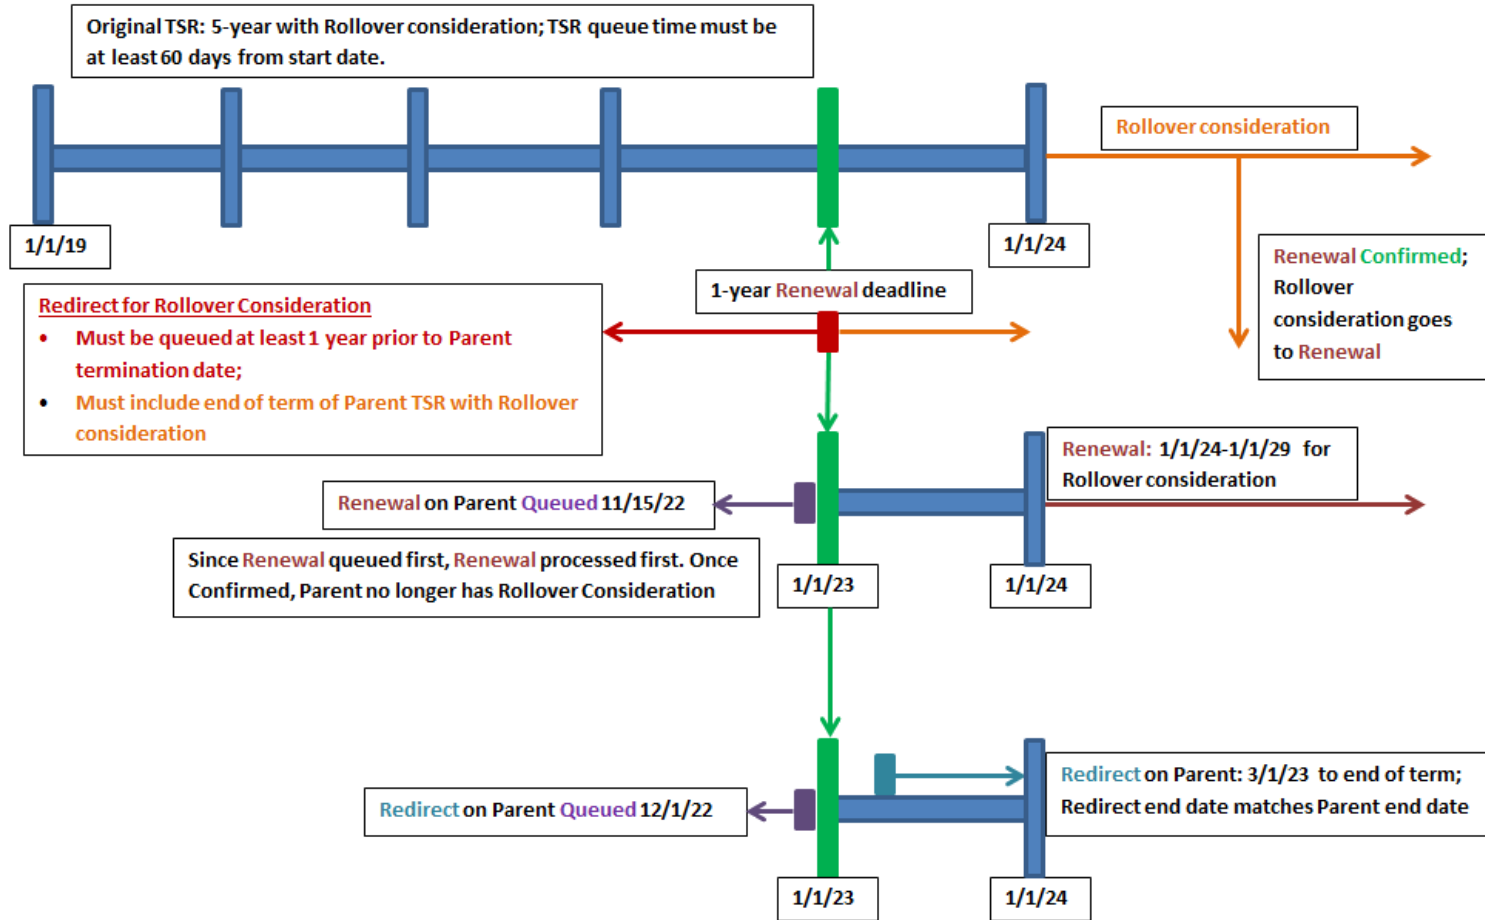 Original TSR: 5-year with Rollover consideration; TSR queue time must be
at least 60 days from start date.
Rollover consideration
1/1/19
1/1/24
Renewal Confirmed;
Rollover
consideration goes
to Renewal
1-year Renewal deadline
Redirect for Rollover Consideration
• Must be queued at least 1 year prior to Parent
termination date;
• Must include end of term of Parent TSR with Rollover
consideration
Renewal: 1/1/24-1/1/29 for
Rollover consideration
Renewal on Parent Queued 11/15/22
Since Renewal queued first, Renewal processed first. Once
Confirmed, Parent no longer has Rollover Consideration
1/1/23
1/1/24
Redirect on Parent: 3/1/23 to end of term;
Redirect end date matches Parent end date
Redirect on Parent Queued 12/1/22
1/1/23
1/1/24